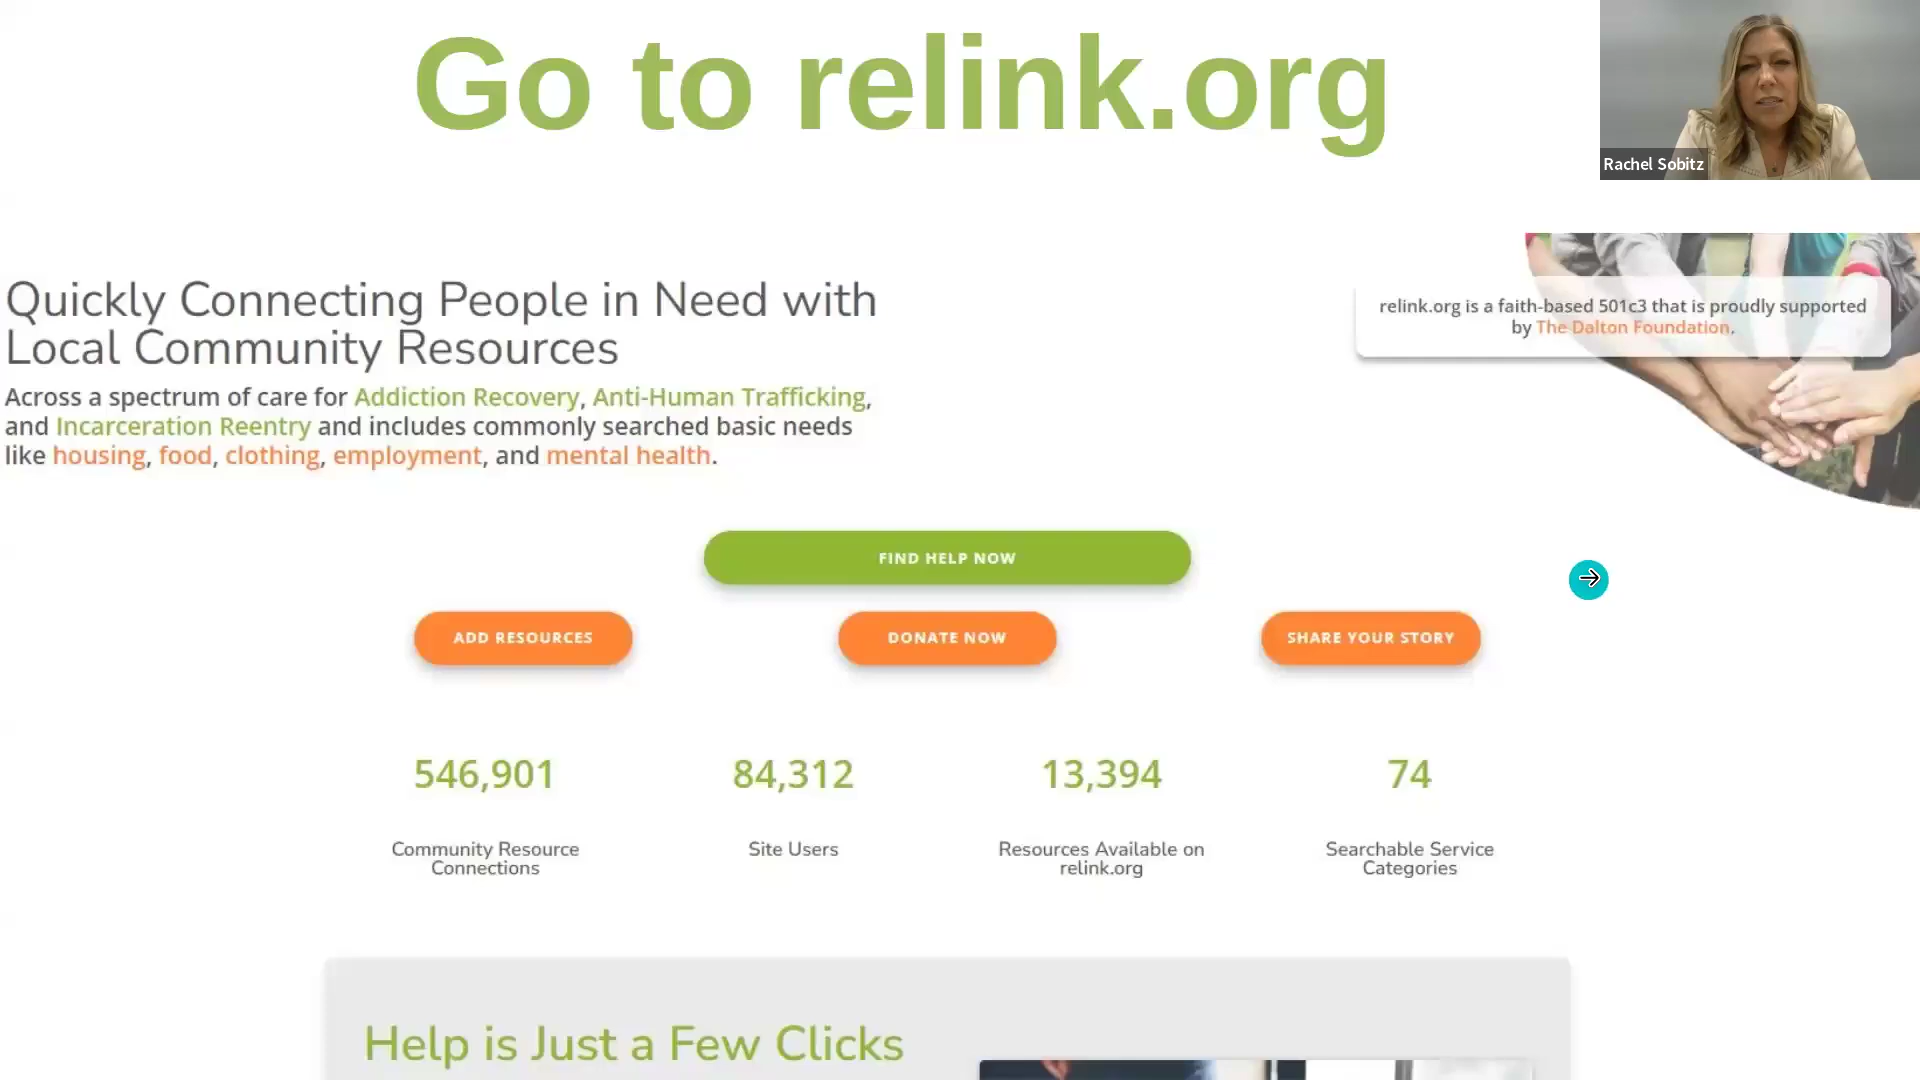 Go to relink.org
Rachel Sobitz
Quickly Connecting People in Need with
Local Community Resources
Across a spectrum of care for Addiction Recovery, Anti-Human Trafficking,
and Incarceration Reentry and includes commonly searched basic needs
like housing, food, clothing, employment, and mental health.
relink.org is a faith-based 501c3 that is proudly supported
by The Dalton Foundation.
FIND HELP NOW
ADD RESOURCES
DONATE NOW
SHARE YOUR STORY
546,901
Community Resource
Connections
84,312
Site Users
13,394
Resources Available on
relink.org
74
Searchable Service
Categories
Help is Just a Few Clicks